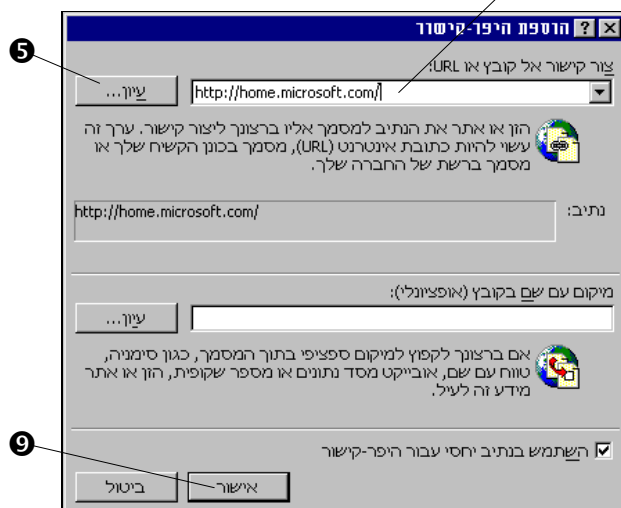 הוספת היפר-קישור
❺
צור קישור אל קובץ או URL:
http://home.microsoft.com/
עיון...
הזן או אתר את הנתיב למסמך אליו ברצונך ליצור קישור. ערך זה
עשוי להיות כתובת אינטרנט (URL), מסמך בכונן הקשיח שלך או
מסמך ברשת של החברה שלך.
נתיב:
http://home.microsoft.com/
מיקום עם שם בקובץ (אופציונלי):
עיון...
אם ברצונך לקפוץ למיקום ספציפי בתוך המסמך, כגון סימניה,
טווח עם שם, אובייקט מסד נתונים או מספר שקופית, הזן או אתר
מידע זה לעיל.
השתמש בנתיב יחסי עבור היפר-קישור
❾
אישור
ביטול